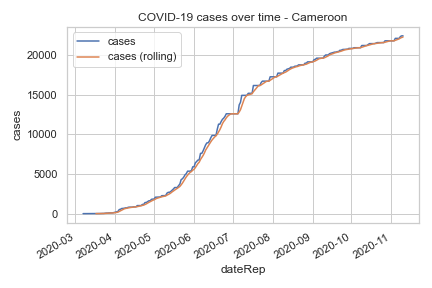 COVID-19 cases over time - Cameroon
cases
cases (rolling)
20000
15000
10000
5000
0
cases
2020-03
2020-04
2020-05
2020-06
2020-07
2020-08
2020-09
2020-10
2020-11
dateRep